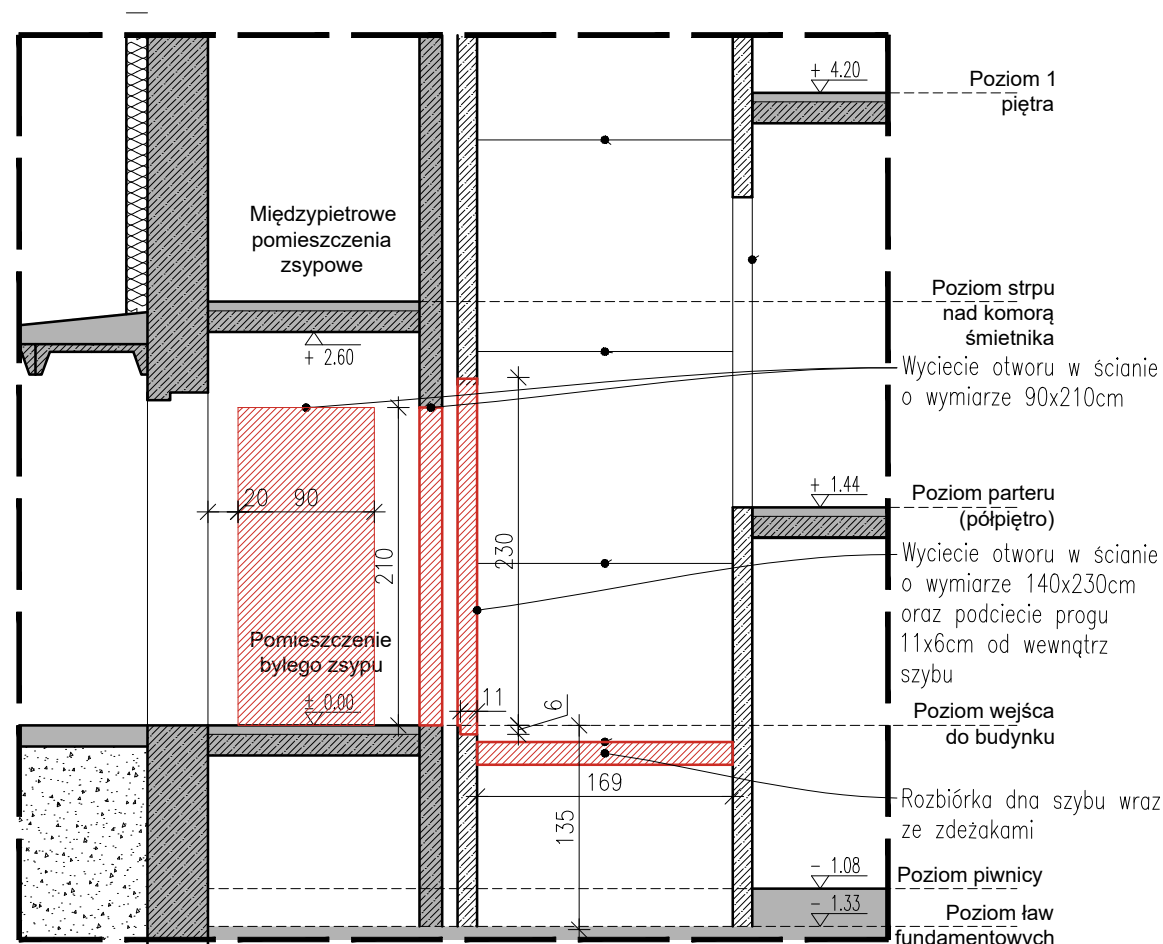 + 4.20
Poziom 1
piętra
Międzypietrowe
pomieszczenia
zsypowe
Poziom strpu
nad komorą
śmietnika
+ 2.60
Wyciecie otworu w ścianie
o wymiarze 90x210cm
20 90
210
230
+ 1.44
Poziom parteru
(półpiętro)
Wyciecie otworu w ścianie
o wymiarze 140x230cm
oraz podciecie progu
11x6cm od wewnątrz
szybu
Pomieszczenie
byłego zsypu
± 0.00
11
6
Poziom wejśca
do budynku
169
135
Rozbiórka dna szybu wraz
ze zdeżakami
- 1.08
Poziom piwnicy
- 1.33
Poziom ław
fundamentowych